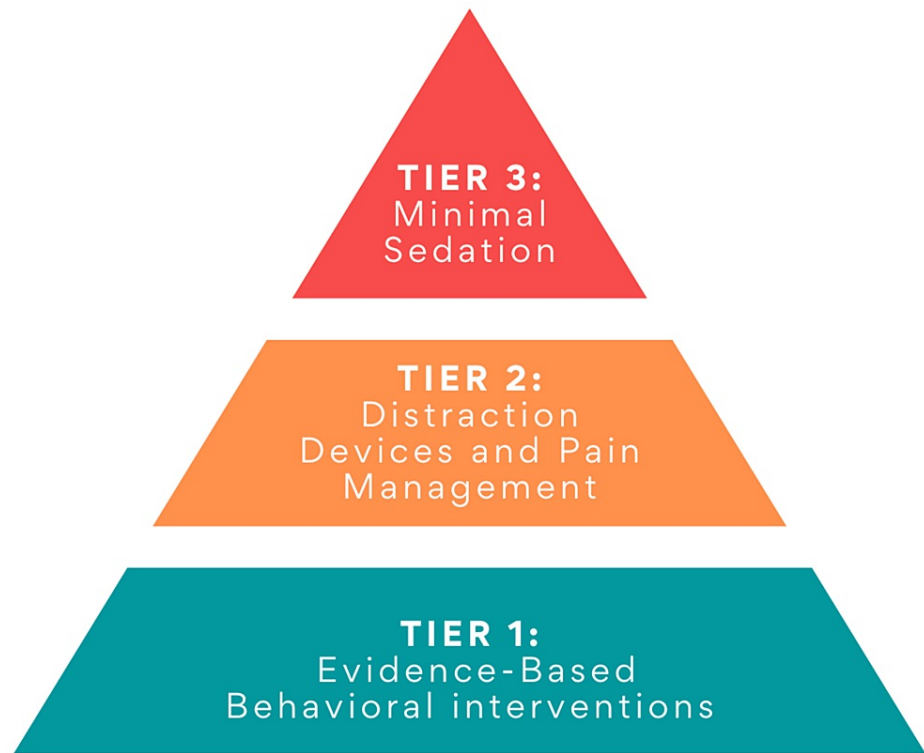 TIER 3:
Minimal
Sedation
TIER 2:
Distraction
Devices and Pain
Management
TIER 1:
Evidence-Based
Behavioral interventions